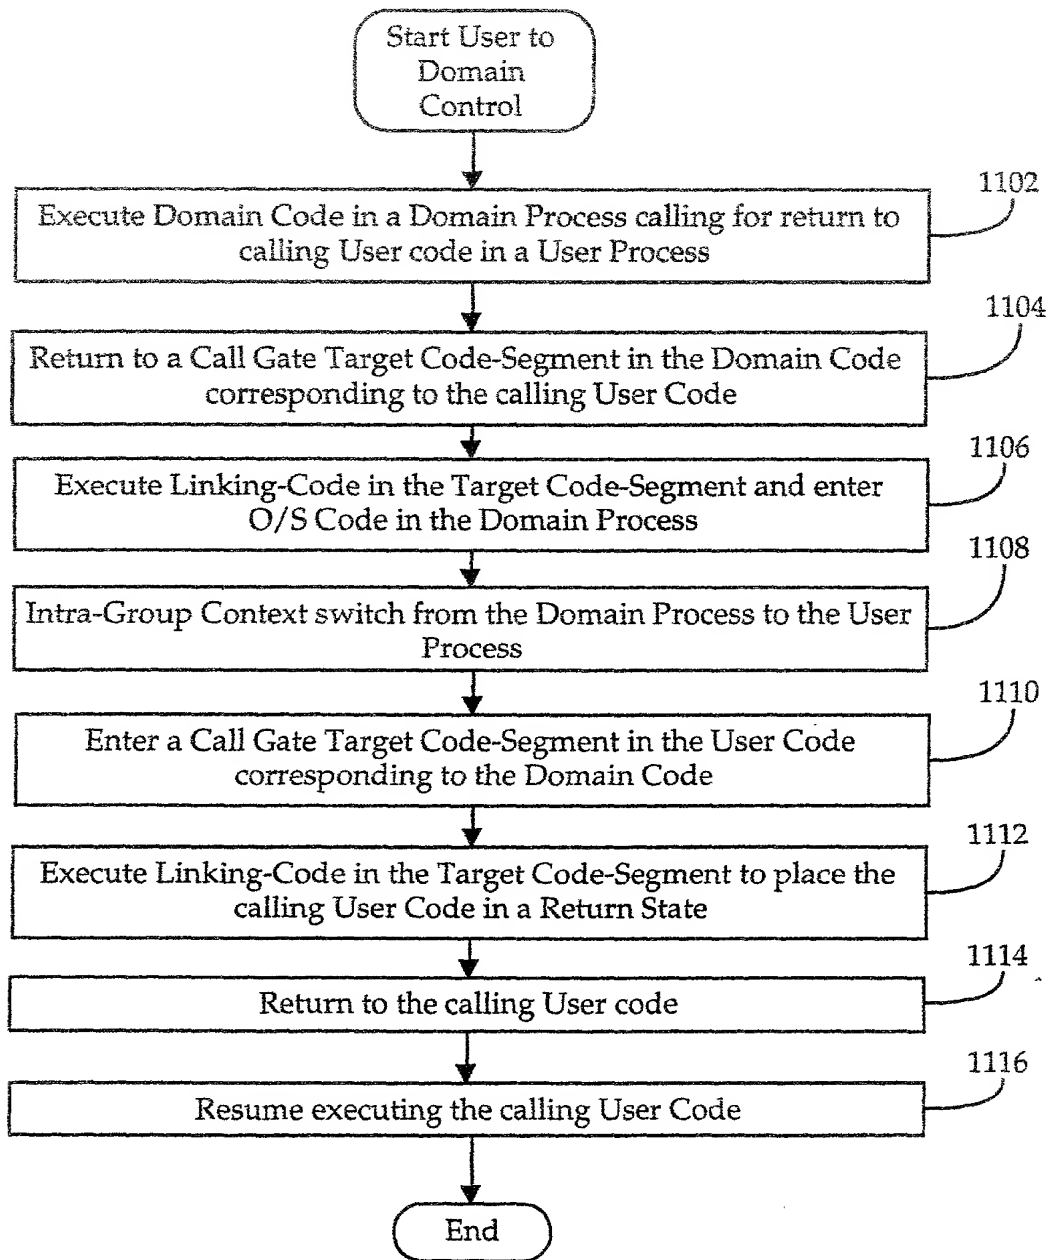 Start User to
Domain
Control
1102
Execute Domain Code in a Domain Process calling for return to
calling User code in a User Process
1104
Return to a Call Gate Target Code-Segment in the Domain Code
corresponding to the calling User Code
1106
Execute Linking-Code in the Target Code-Segment and enter
O/S Code in the Domain Process
1108
Intra-Group Context switch from the Domain Process to the User
Process
1110
Enter a Call Gate Target Code-Segment in the User Code
corresponding to the Domain Code
1112
Execute Linking-Code in the Target Code-Segment to place the
calling User Code in a Return State
1114
Return to the calling User code
1116
Resume executing the calling User Code
End